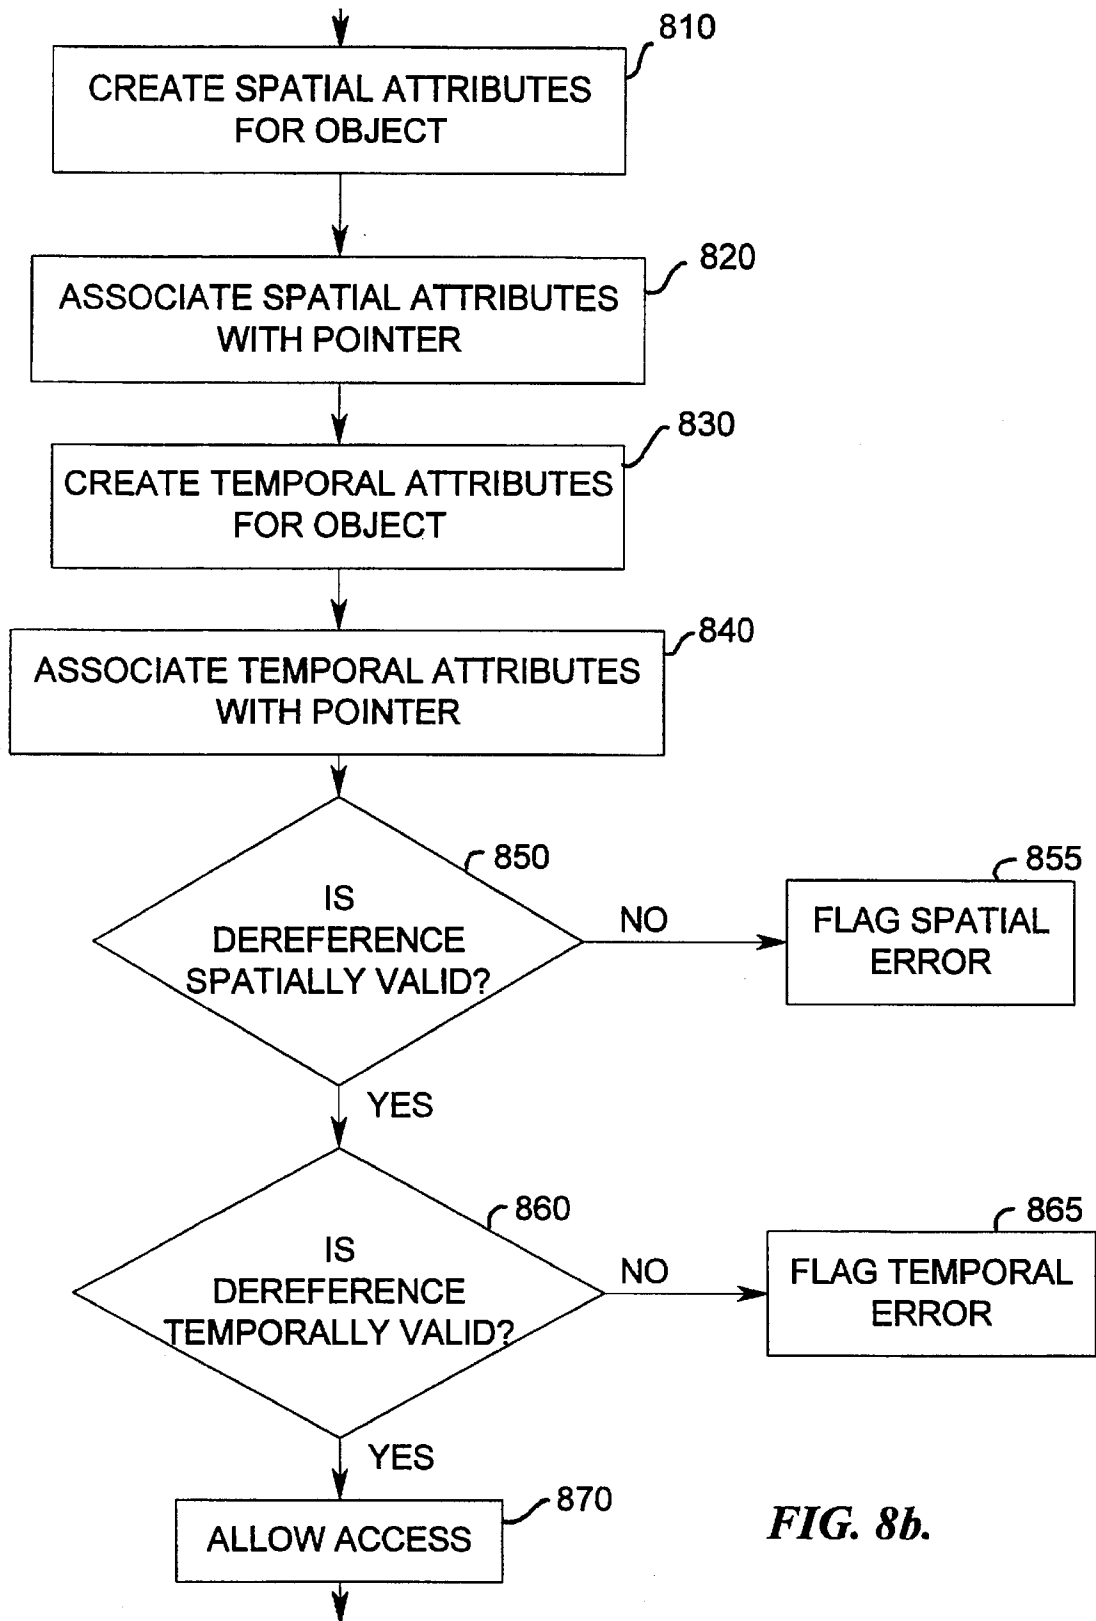 810
CREATE SPATIAL ATTRIBUTES
FOR OBJECT
820
ASSOCIATE SPATIAL ATTRIBUTES
WITH POINTER
830
CREATE TEMPORAL ATTRIBUTES
FOR OBJECT
840
ASSOCIATE TEMPORAL ATTRIBUTES
WITH POINTER
850
IS
DEREFERENCE
SPATIALLY VALID?
NO
855
FLAG SPATIAL
ERROR
YES
860
IS
DEREFERENCE
TEMPORALLY VALID?
NO
865
FLAG TEMPORAL
ERROR
YES
870
ALLOW ACCESS
FIG. 8b.